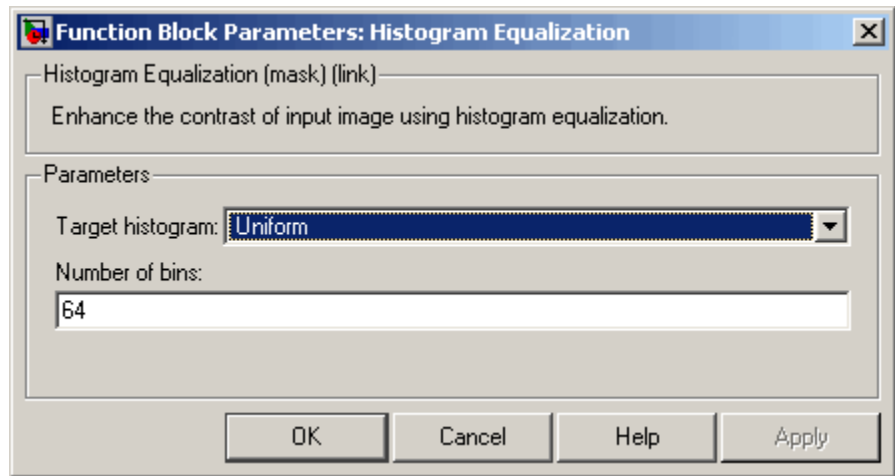 Function Block Parameters: Histogram Equalization
Histogram Equalization (mask) (link)
Enhance the contrast of input image using histogram equalization.
Parameters
Target histogram: Uniform
Number of bins:
64
OK Cancel Help Apply